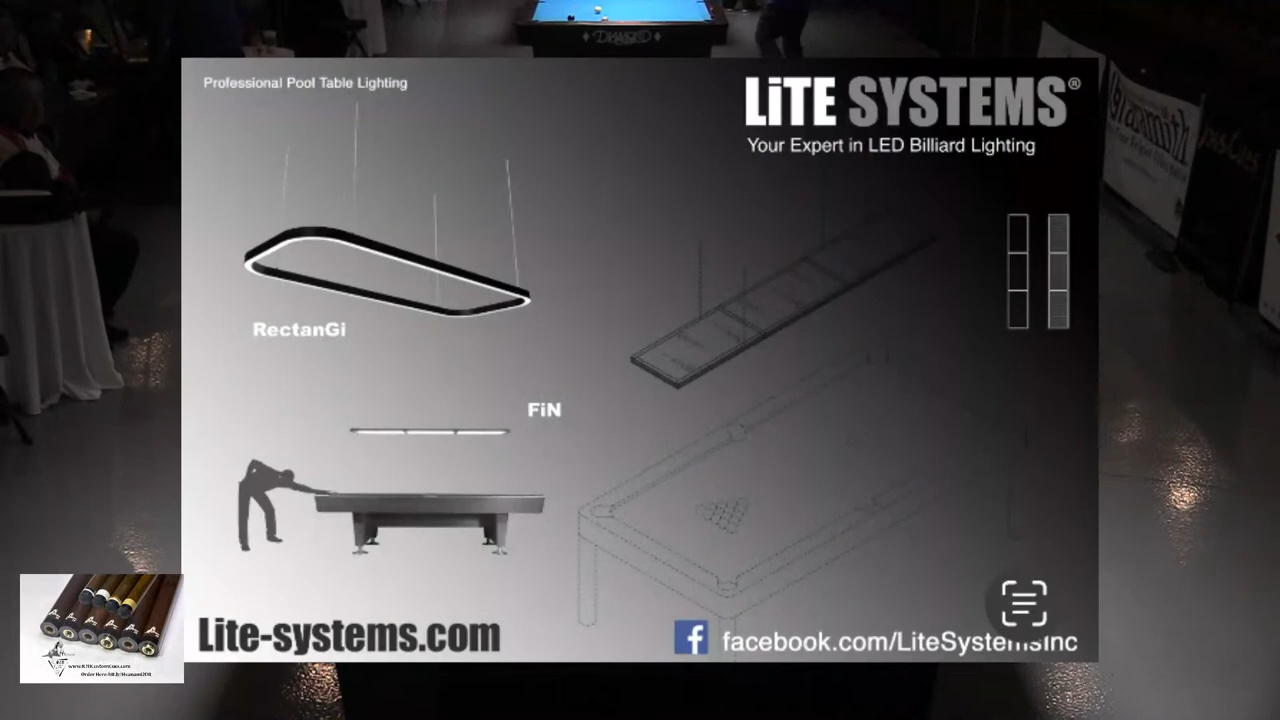 DIAMOND
Professional Pool Table Lighting
LiTE SYSTEMS®
Your Expert in LED Billiard Lighting
RectanGi
FiN
Lite-systems.com
facebook.com/LiteSystemsInc